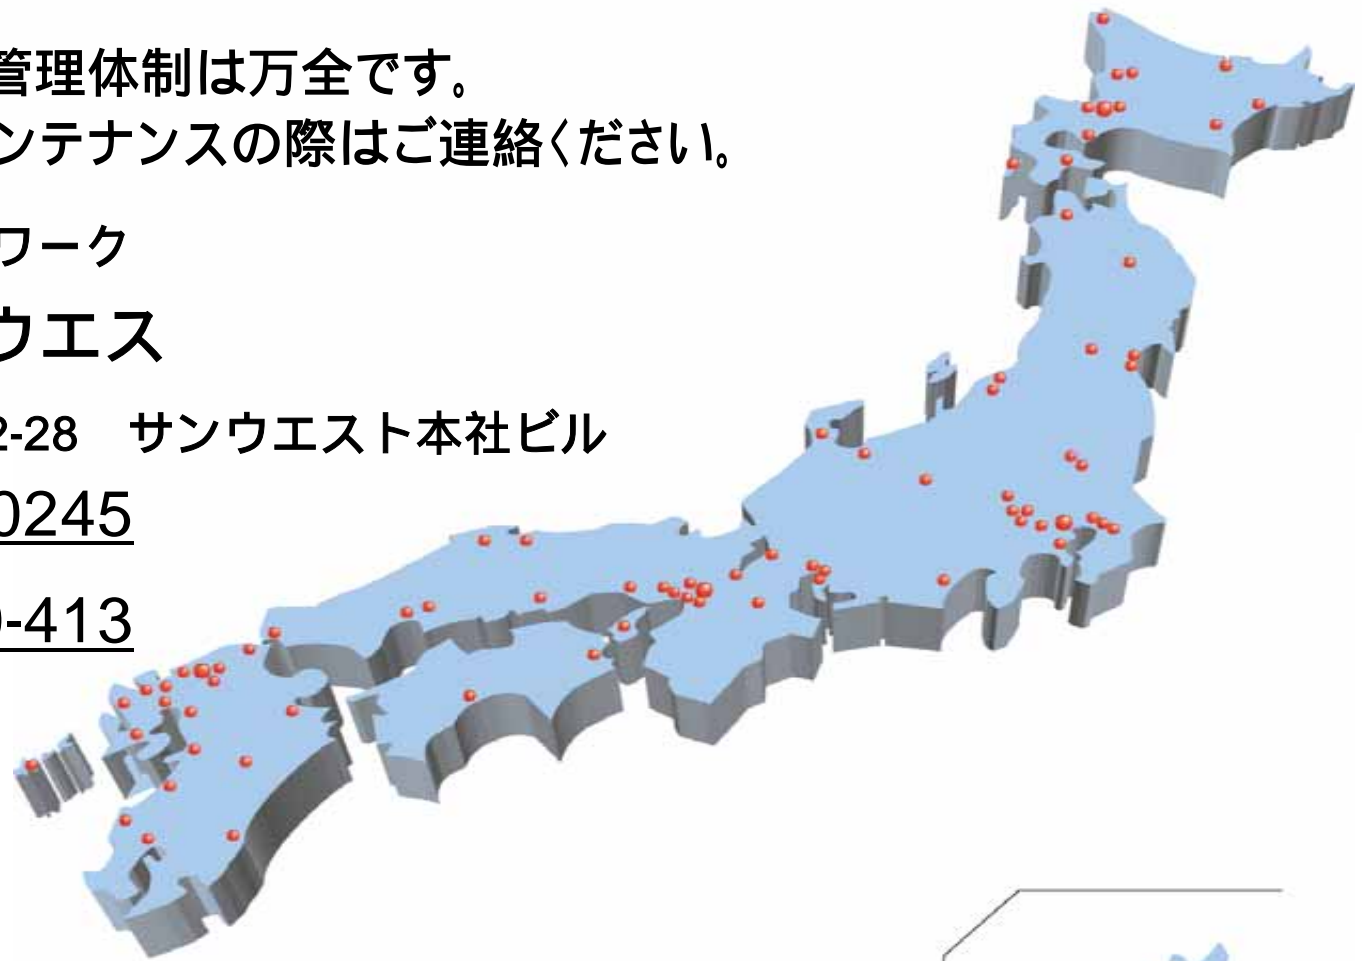 管理体制は万全です。
ンテナンスの際はご連絡ください。
ワーク
ウエス
2-28　サンウエスト本社ビル
0245
-413